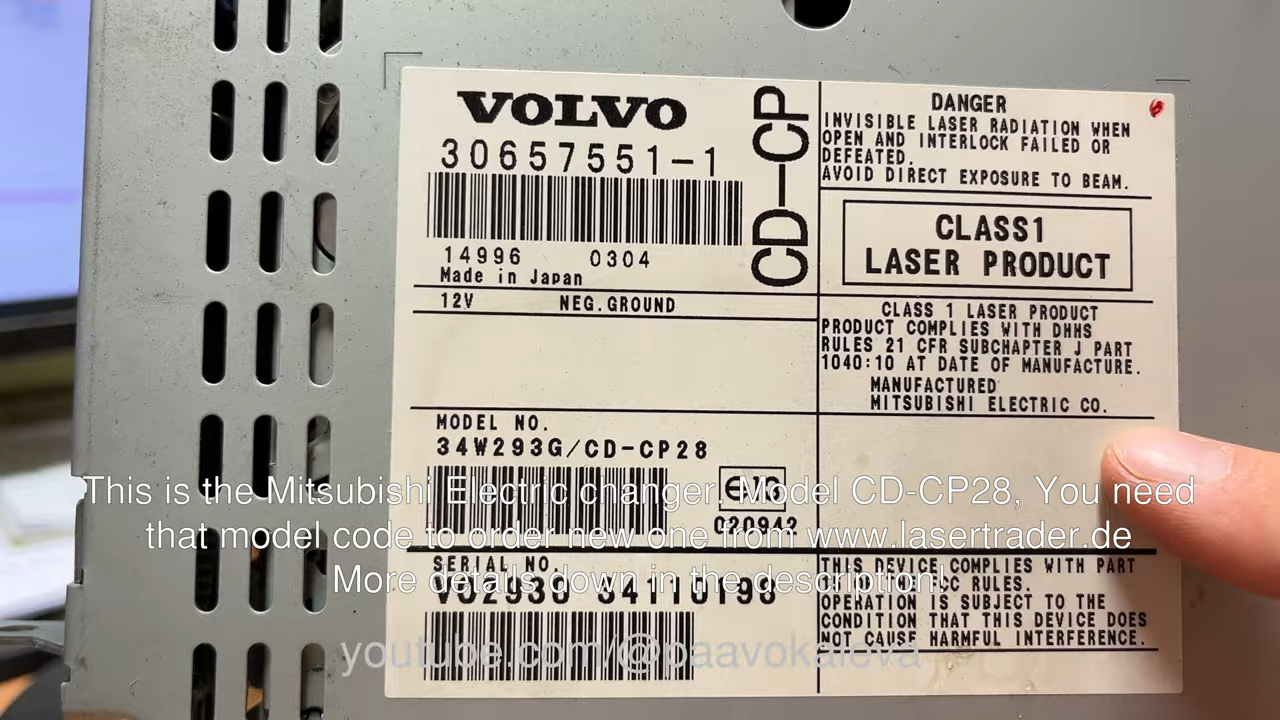 VOLVO
30657551-1
14996 0304
Made in Japan
CD-CP
12V NEG.GROUND
MODEL NO.
34W293G/CD-CP28
020942
SERIAL NO.
V02930 34110198
DANGER
INVISIBLE LASER RADIATION WHEN
OPEN AND INTERLOCK FAILED OR
DEFEATED.
AVOID DIRECT EXPOSURE TO BEAM.
CLASS1
LASER PRODUCT
CLASS 1 LASER PRODUCT
PRODUCT COMPLIES WITH DHHS
RULES 21 CFR SUBCHAPTER J PART
1040:10 AT DATE OF MANUFACTURE.
MANUFACTURED
MITSUBISHI ELECTRIC CO.
THIS DEVICE COMPLIES WITH PART
RULES.
OPERATION IS SUBJECT TO THE
CONDITION THAT THIS DEVICE DOES
NOT CAUSE HARMFUL INTERFERENCE.
This is the Mitsubishi Electric changer. Model CD-CP28, You need
that model code to order new one from www.lasertrader.de
More details down in the description!
youtube.com/@paavokaleva